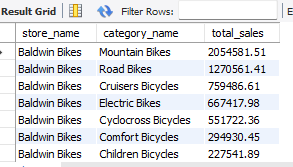 Result Grid Filter Rows: E
store_name category_name total_sales
Baldwin Bikes Mountain Bikes 2054581.51
Baldwin Bikes Road Bikes 1270561.41
Baldwin Bikes Cruisers Bicycles 759486.61
Baldwin Bikes Electric Bikes 667417.98
Baldwin Bikes Cyclocross Bicycles 551722.36
Baldwin Bikes Comfort Bicycles 294930.45
Baldwin Bikes Children Bicycles 227541.89